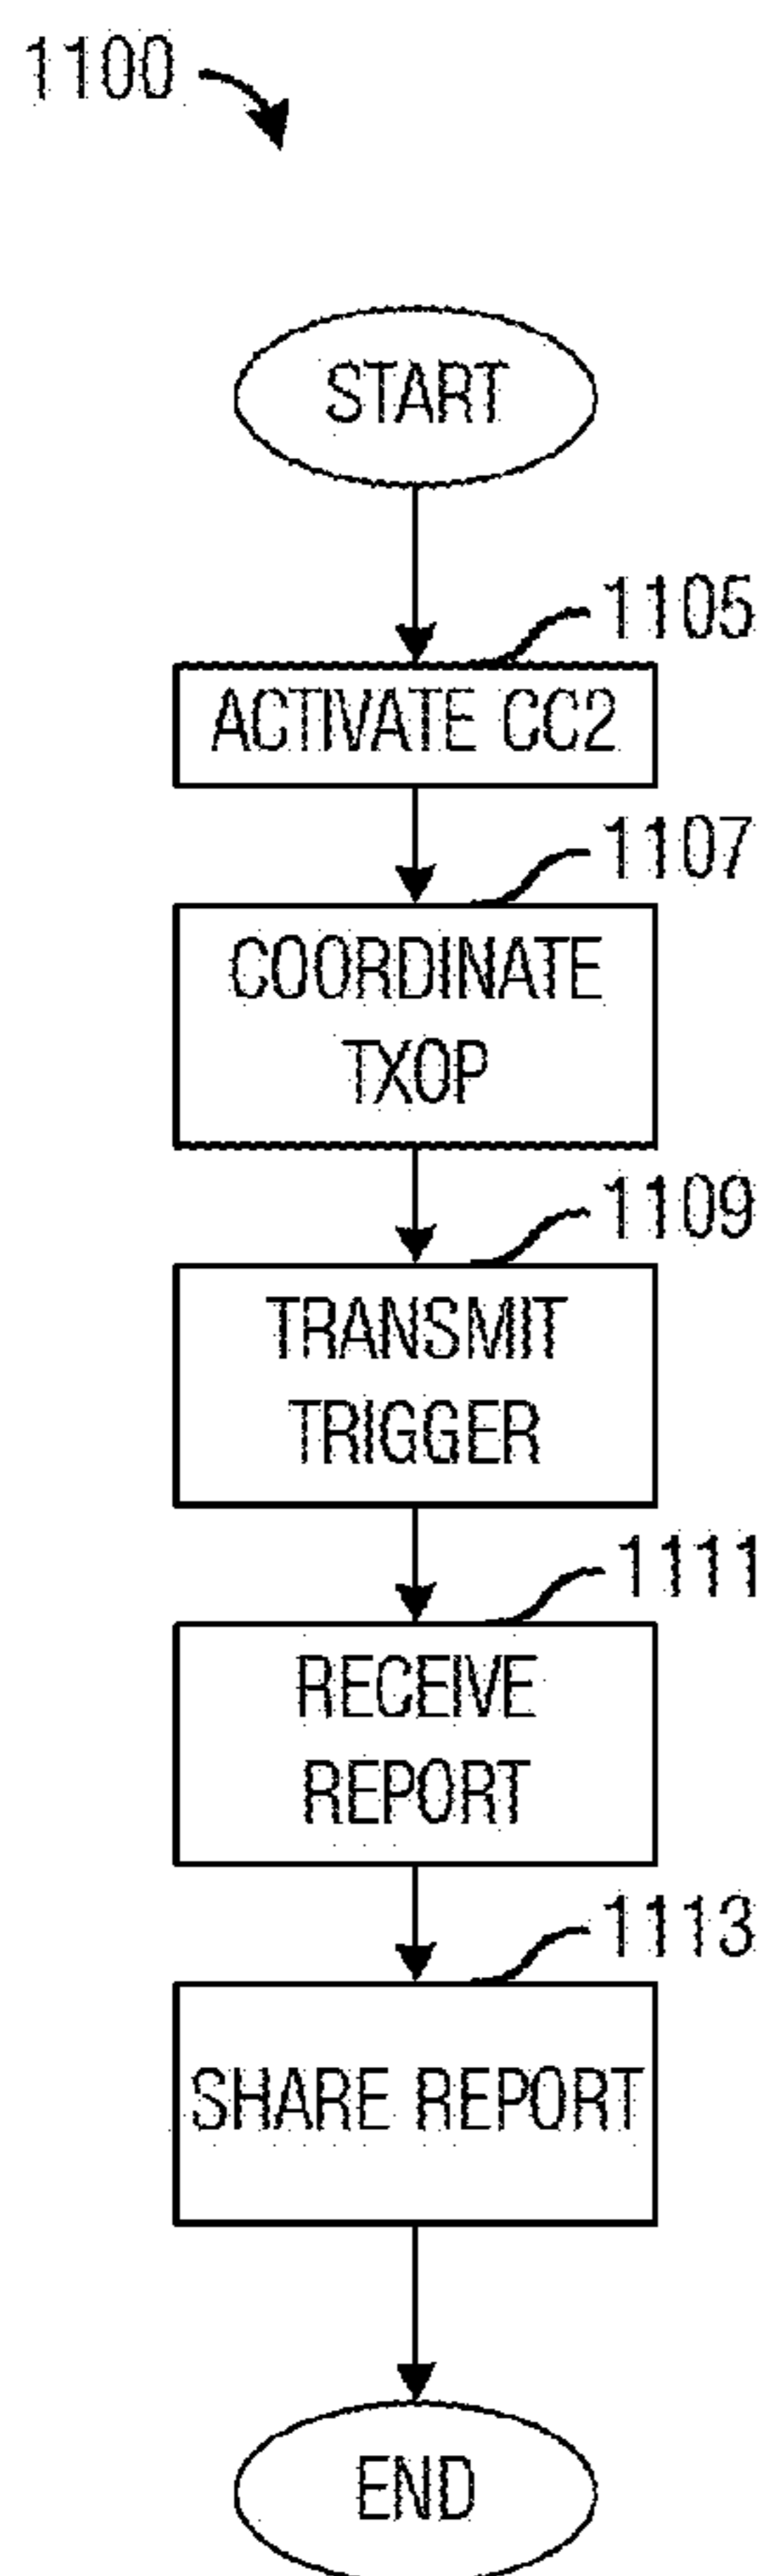 1100
START
1105
ACTIVATE CC2
1107
COORDINATE
TXOP
1109
TRANSMIT
TRIGGER
1111
RECEIVE
REPORT
1113
SHARE REPORT
END